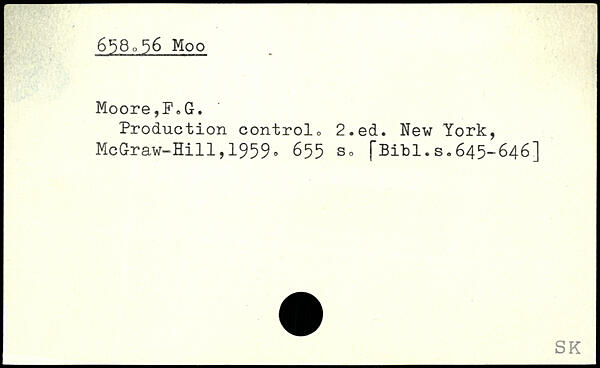 658.56 Moo
Moore,F.G.
Production control. 2.ed. New York,
McGraw-Hill,1959. 655 s. [Bibl.s.645-646]
SK